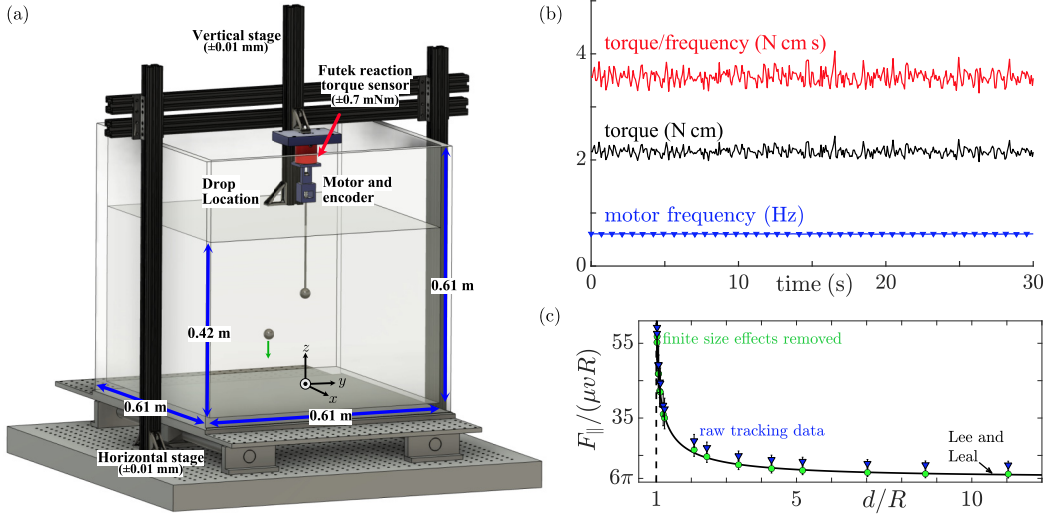 (a)
Vertical stage
(±0.01 mm)
Futek reaction
torque sensor
(±0.7 mNm)
Drop
Location
Motor and
encoder
0.61 m
0.42 m
z
y
x
0.61 m
0.61 m
Horizontal stage
(±0.01 mm)
(b)
4
torque/frequency (N cm s)
torque (N cm)
2
motor frequency (Hz)
0
0
10
20
30
time (s)
(c)
55
finite size effects removed
F∥/(μvR)
35
raw tracking data
Lee and
Leal
6π
1
5
d/R
10